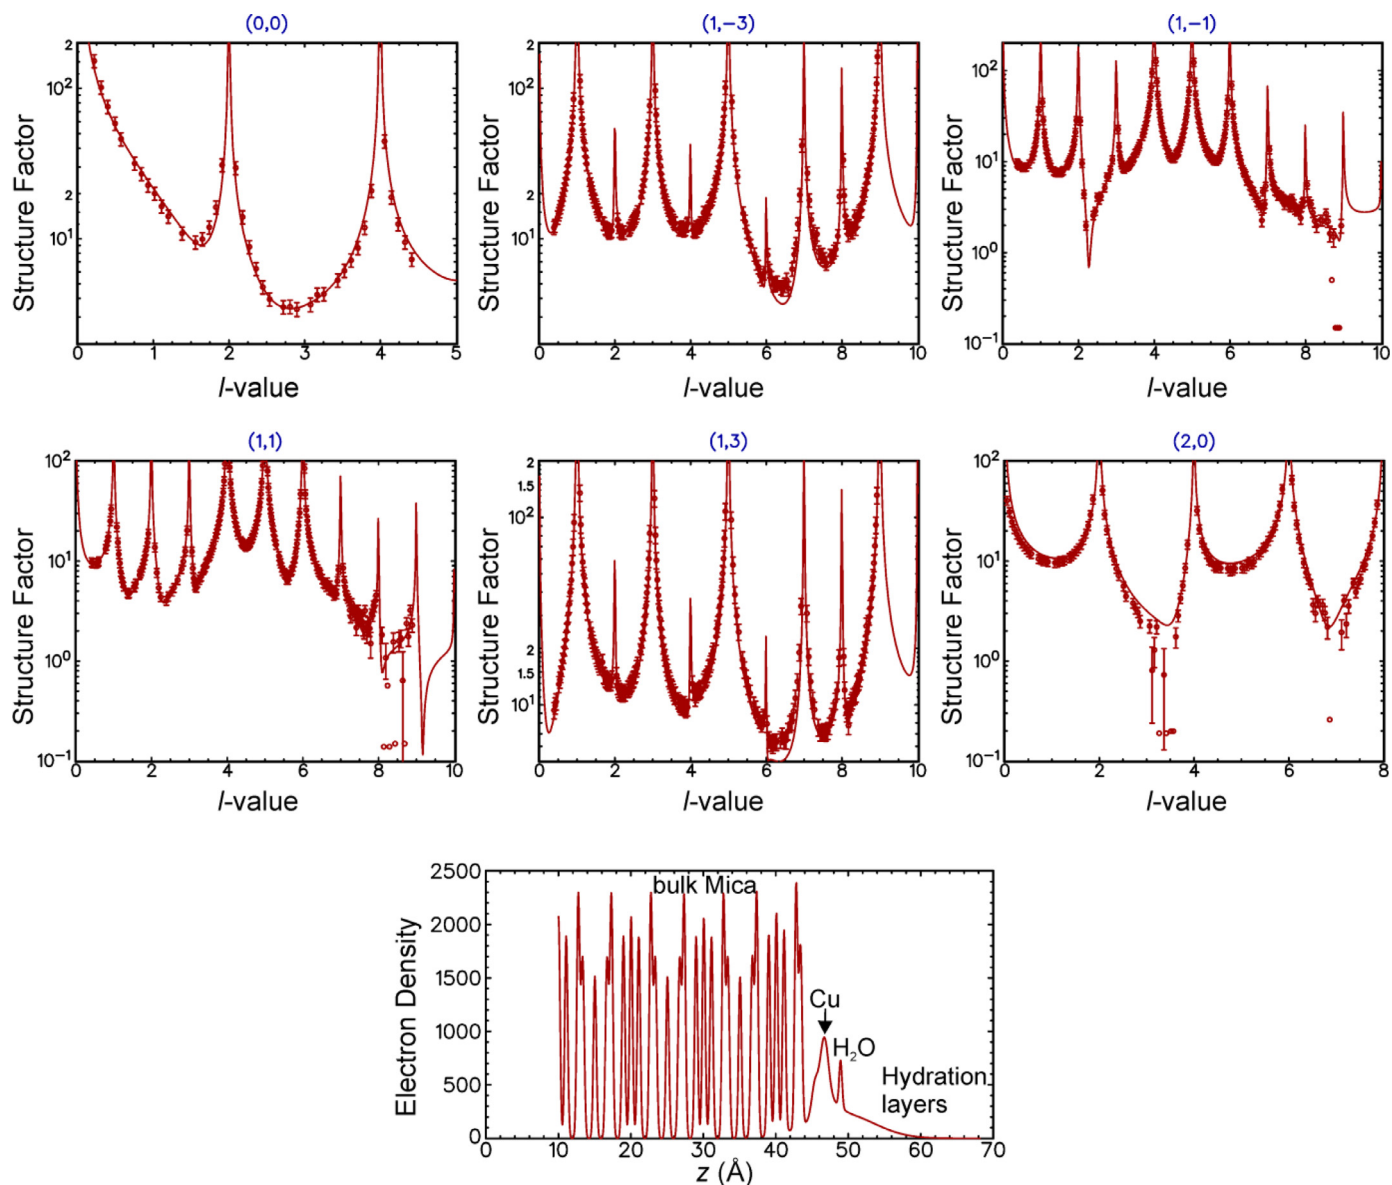 (0,0)
(1,−3)
(1,−1)
Structure Factor
2
10²
2
10¹
0 1 2 3 4 5
l-value
Structure Factor
2
10²
2
10¹
0 2 4 6 8 10
l-value
Structure Factor
10²
10¹
10⁰
10⁻¹
0 2 4 6 8 10
l-value
(1,1)
(1,3)
(2,0)
Structure Factor
10²
10¹
10⁰
10⁻¹
0 2 4 6 8 10
l-value
Structure Factor
2
1.5
10²
2
1.5
10¹
0 2 4 6 8 10
l-value
Structure Factor
10²
10¹
10⁰
10⁻¹
0 2 4 6 8
l-value
Electron Density
2500
2000
1500
1000
500
0
bulk Mica
Cu
H₂O
Hydration
layers
0 10 20 30 40 50 60 70
z (Å)